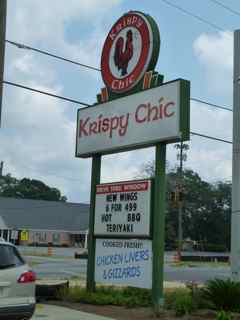 Krispy
Chic
Krispy Chic
DRIVE THRU WINDOW
NEW WINGS
6 FOR 499
HOT BBQ
TERIYAKI
COOKED FRESH!
CHICKEN LIVERS
& GIZZARDS